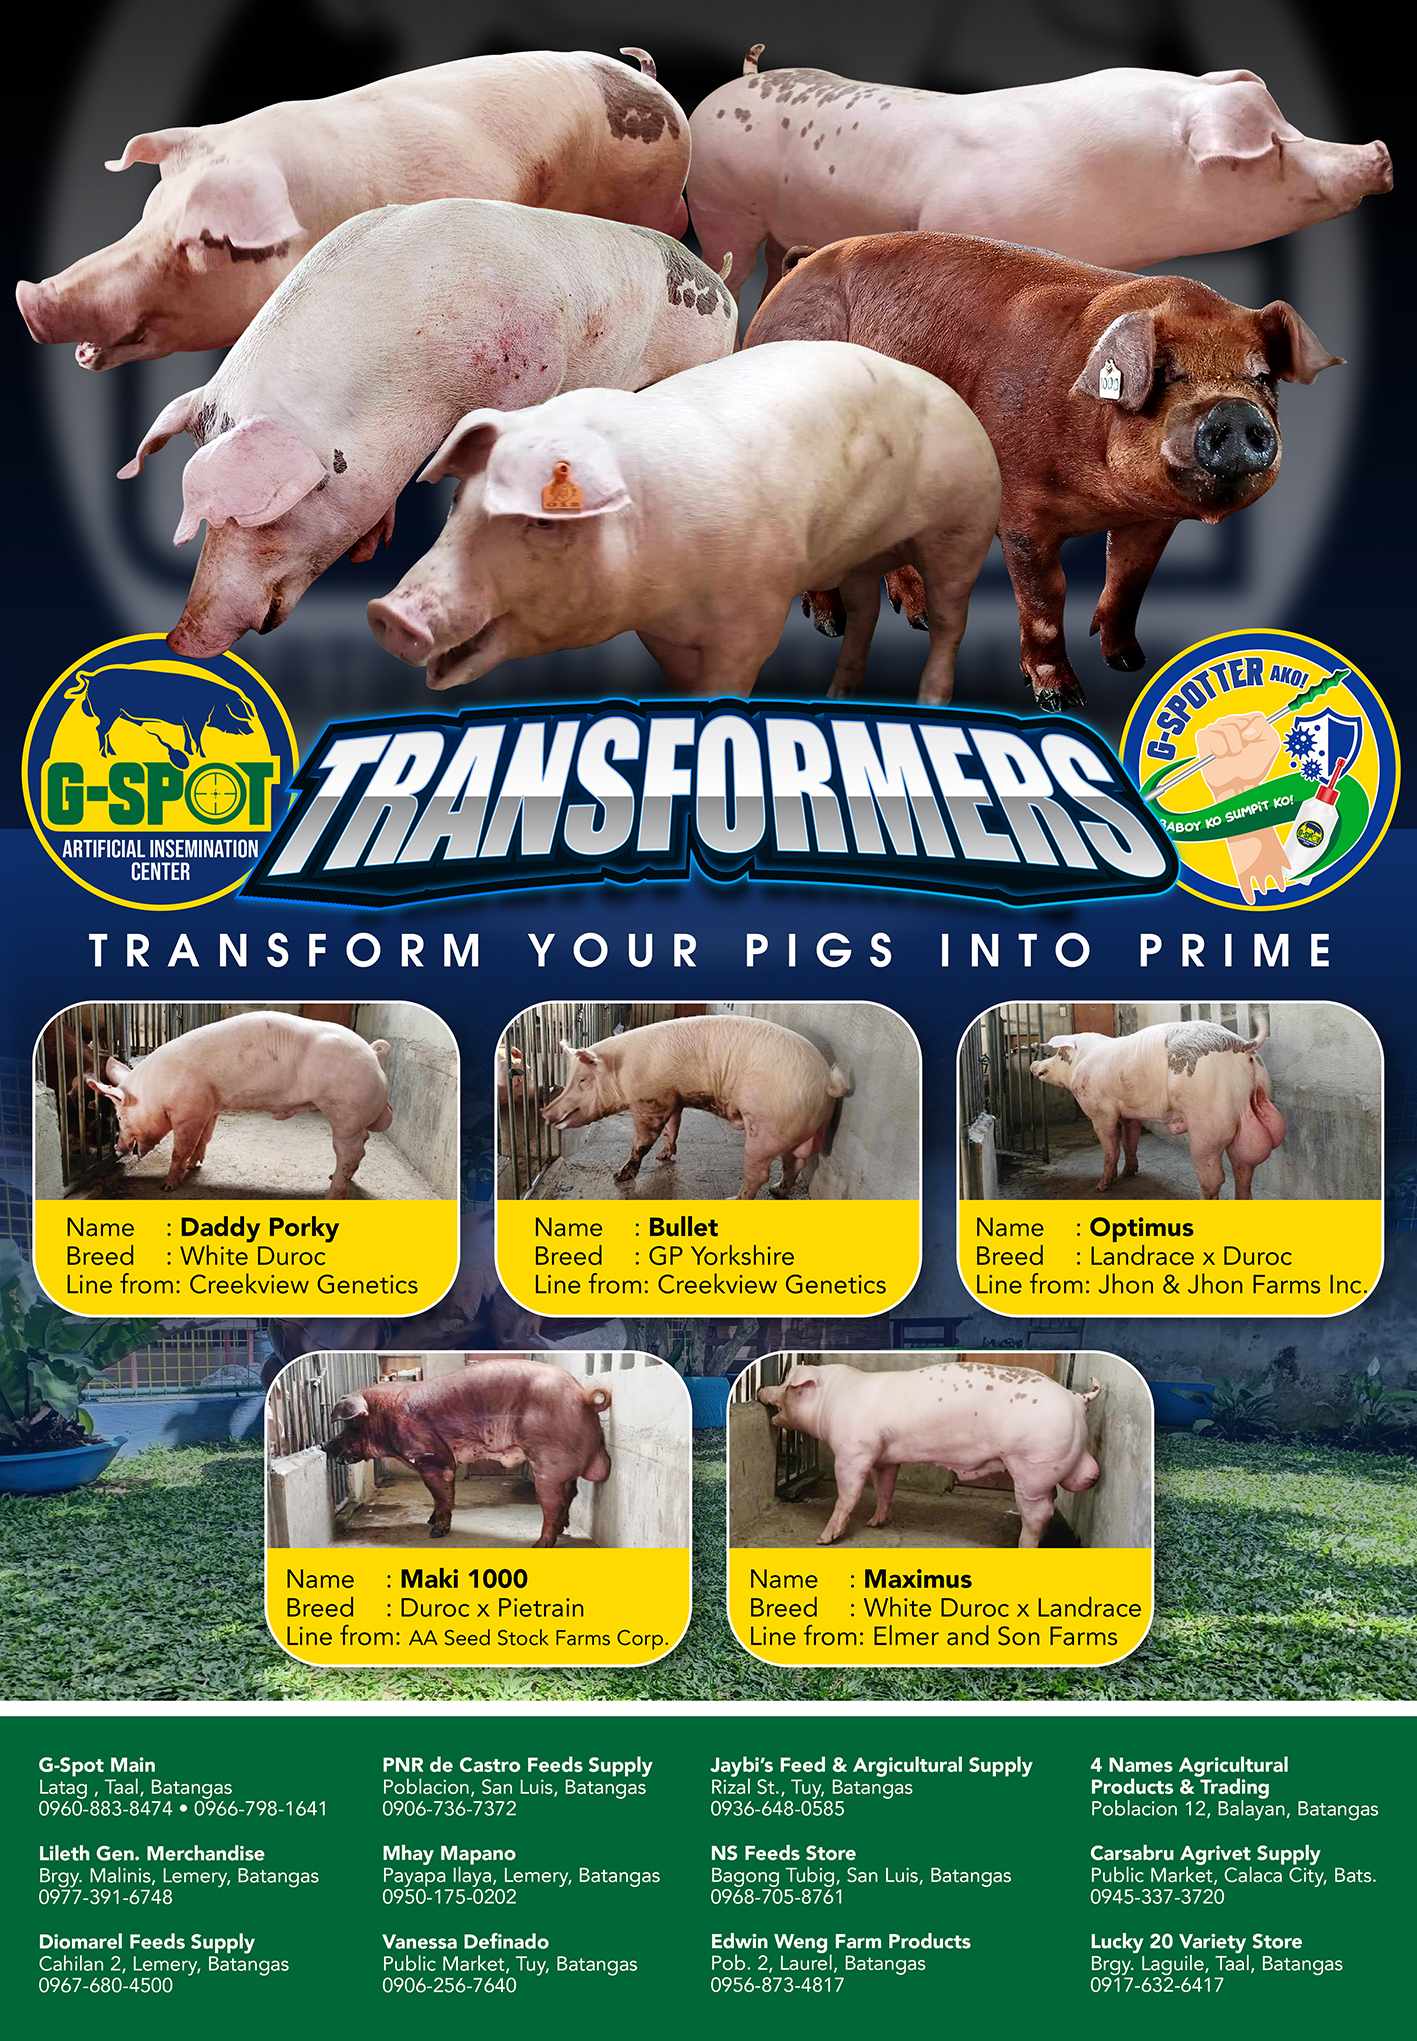 1000
G-SPOT
ARTIFICIAL INSEMINATION
CENTER
TRANSFORMERS
G-SPOTTER AKO!
BABOY KO SUMPIT KO!
TRANSFORM YOUR PIGS INTO PRIME
Name : Daddy Porky
Breed : White Duroc
Line from: Creekview Genetics
Name : Bullet
Breed : GP Yorkshire
Line from: Creekview Genetics
Name : Optimus
Breed : Landrace x Duroc
Line from: Jhon & Jhon Farms Inc.
Name : Maki 1000
Breed : Duroc x Pietrain
Line from: AA Seed Stock Farms Corp.
Name : Maximus
Breed : White Duroc x Landrace
Line from: Elmer and Son Farms
G-Spot Main
Latag , Taal, Batangas
0960-883-8474 • 0966-798-1641
Lileth Gen. Merchandise
Brgy. Malinis, Lemery, Batangas
0977-391-6748
Diomarel Feeds Supply
Cahilan 2, Lemery, Batangas
0967-680-4500
PNR de Castro Feeds Supply
Poblacion, San Luis, Batangas
0906-736-7372
Mhay Mapano
Payapa Ilaya, Lemery, Batangas
0950-175-0202
Vanessa Definado
Public Market, Tuy, Batangas
0906-256-7640
Jaybi's Feed & Argicultural Supply
Rizal St., Tuy, Batangas
0936-648-0585
NS Feeds Store
Bagong Tubig, San Luis, Batangas
0968-705-8761
Edwin Weng Farm Products
Pob. 2, Laurel, Batangas
0956-873-4817
4 Names Agricultural
Products & Trading
Poblacion 12, Balayan, Batangas
Carsabru Agrivet Supply
Public Market, Calaca City, Bats.
0945-337-3720
Lucky 20 Variety Store
Brgy. Laguile, Taal, Batangas
0917-632-6417